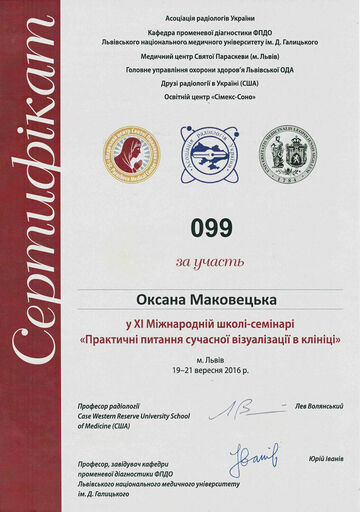 Сертифікат
Асоціація радіологів України
Кафедра променевої діагностики ФПДО
Львівського національного медичного університету ім. Д. Галицького
Медичний центр Святої Параскеви (м. Львів)
Головне управління охорони здоров'я Львівської ОДА
Друзі радіології в Україні (США)
Освітній центр «Сімекс-Соно»
1784
099
за участь
Оксана Маковецька
у XI Міжнародній школі-семінарі
«Практичні питання сучасної візуалізації в клініці»
м. Львів
19–21 вересня 2016 р.
Професор радіології
Case Western Reserve University School
of Medicine (США)
Лев Волянський
Професор, завідувач кафедри
променевої діагностики ФПДО
Львівського національного медичного університету
ім. Д. Галицького
Юрій Іванів